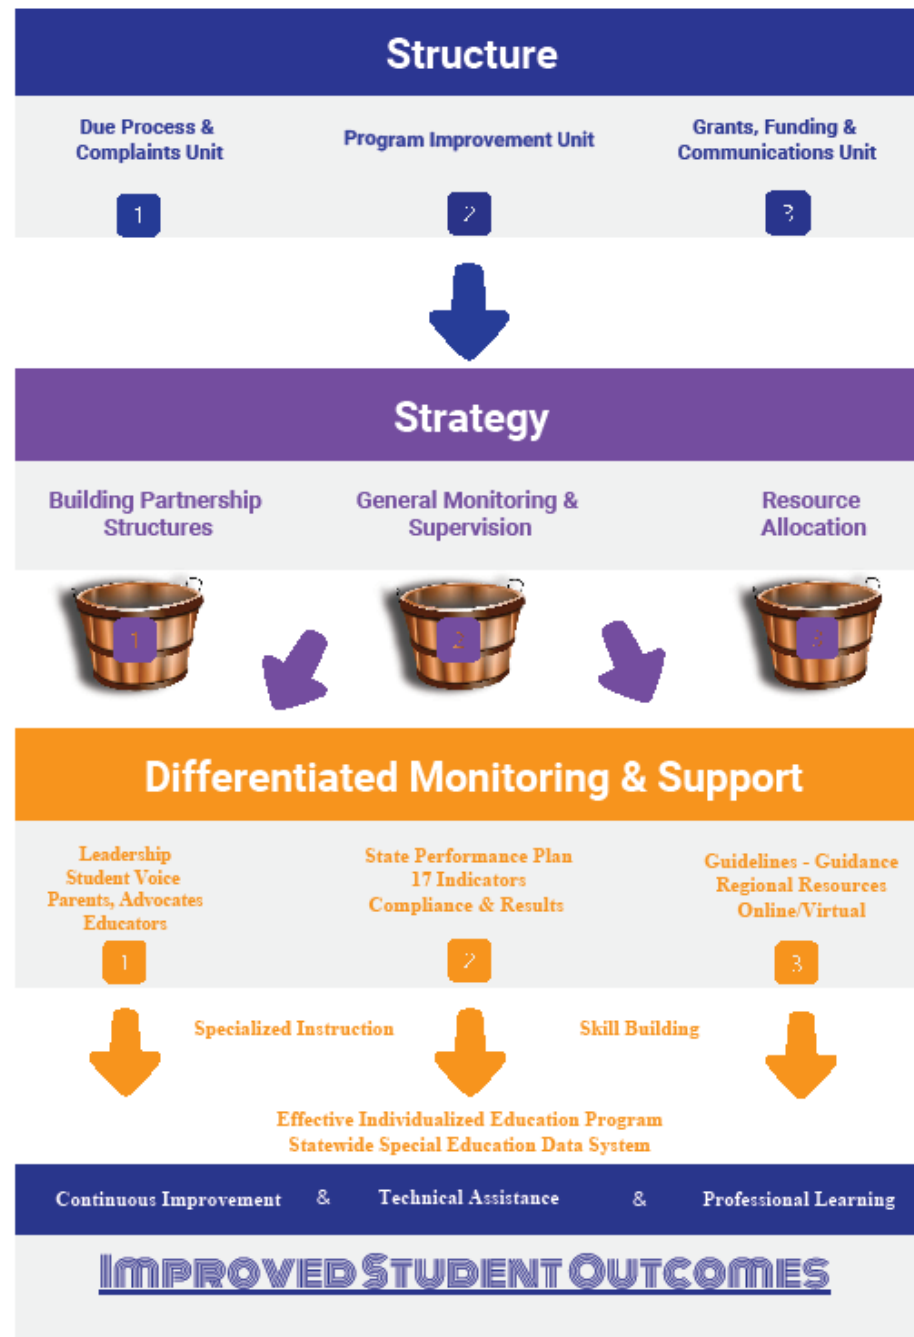 Structure
Due Process &
Complaints Unit
Program Improvement Unit
Grants, Funding &
Communications Unit
1
2
3
Strategy
Building Partnership
Structures
General Monitoring &
Supervision
Resource
Allocation
1
2
3
Differentiated Monitoring & Support
Leadership
Student Voice
Parents, Advocates
Educators
State Performance Plan
17 Indicators
Compliance & Results
Guidelines - Guidance
Regional Resources
Online/Virtual
1
2
3
Specialized Instruction
Skill Building
Effective Individualized Education Program
Statewide Special Education Data System
Continuous Improvement & Technical Assistance & Professional Learning
Improved Student Outcomes